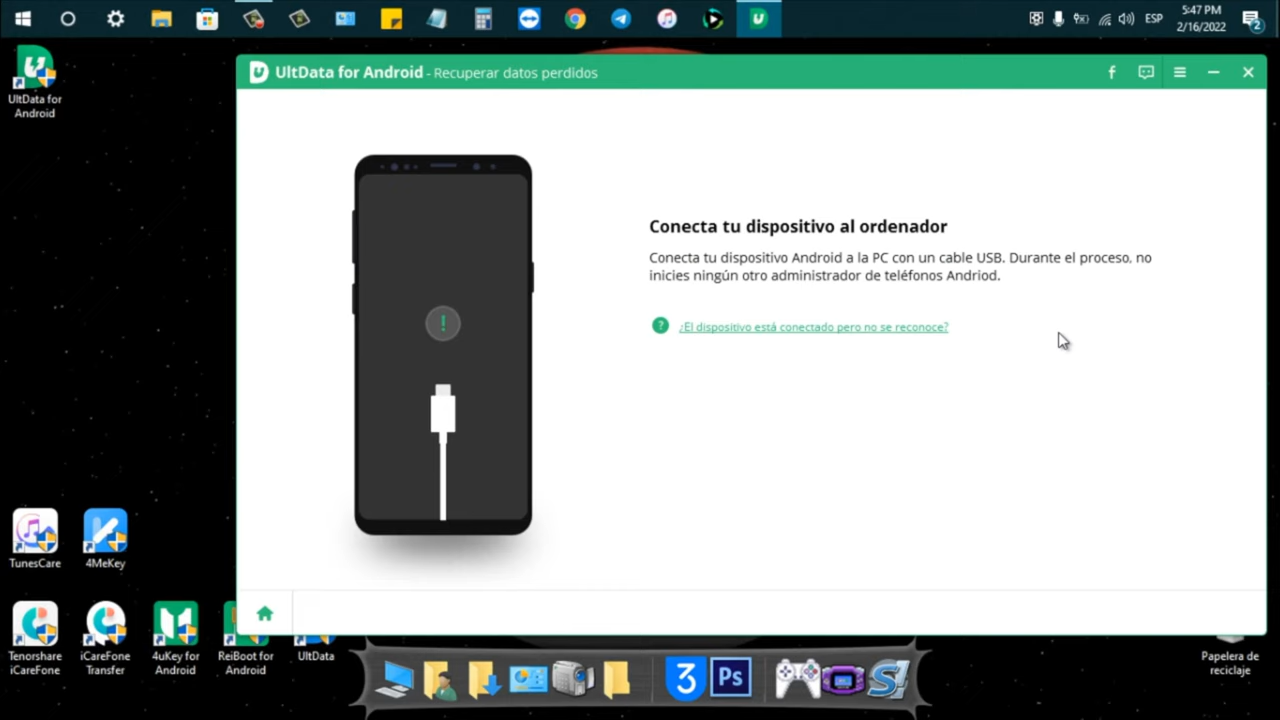 5:47 PM
ESP
2/16/2022
2
UltData for Android - Recuperar datos perdidos
f
UltData for
Android
Conecta tu dispositivo al ordenador
Conecta tu dispositivo Android a la PC con un cable USB. Durante el proceso, no
inicies ningún otro administrador de teléfonos Andriod.
!
? ¿El dispositivo está conectado pero no se reconoce?
TunesCare
4MeKey
Tenorshare
iCareFone
iCareFone
Transfer
4uKey for
Android
ReiBoot for
Android
UltData
3
Ps
Papelera de
reciclaje